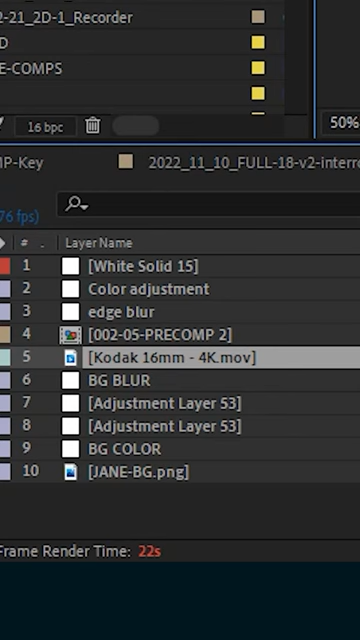 2-21_2D-1_Recorder
D
E-COMPS
16 bpc
50%
MP-Key
2022_11_10_FULL-18-v2-interro
76 fps)
# . Layer Name
1 [White Solid 15]
2 Color adjustment
3 edge blur
4 [002-05-PRECOMP 2]
5 [Kodak 16mm - 4K.mov]
6 BG BLUR
7 [Adjustment Layer 53]
8 [Adjustment Layer 53]
9 BG COLOR
10 [JANE-BG.png]
Frame Render Time: 22s